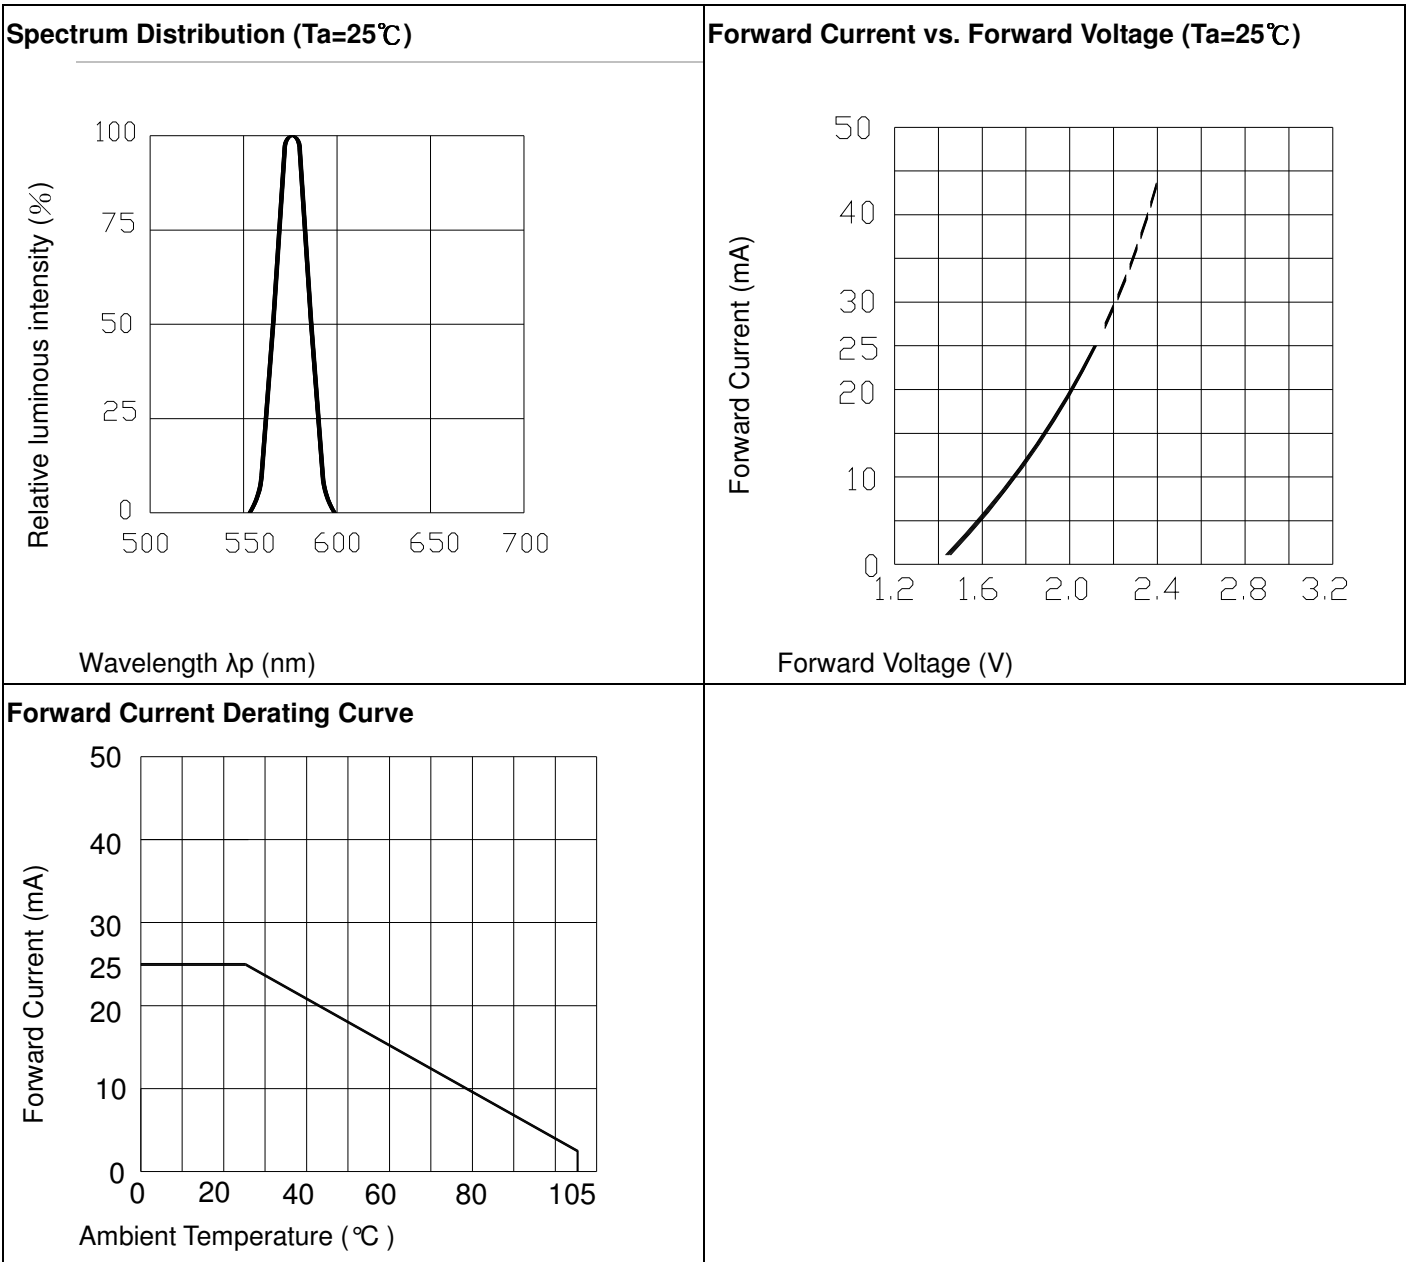 Spectrum Distribution (Ta=25℃)
Relative luminous intensity (%)
100
75
50
25
0
500 550 600 650 700
Wavelength λp (nm)
Forward Current vs. Forward Voltage (Ta=25℃)
Forward Current (mA)
50
40
30
25
20
10
0
1.2 1.6 2.0 2.4 2.8 3.2
Forward Voltage (V)
Forward Current Derating Curve
Forward Current (mA)
50
40
30
25
20
10
0
0 20 40 60 80 105
Ambient Temperature ( ℃ )